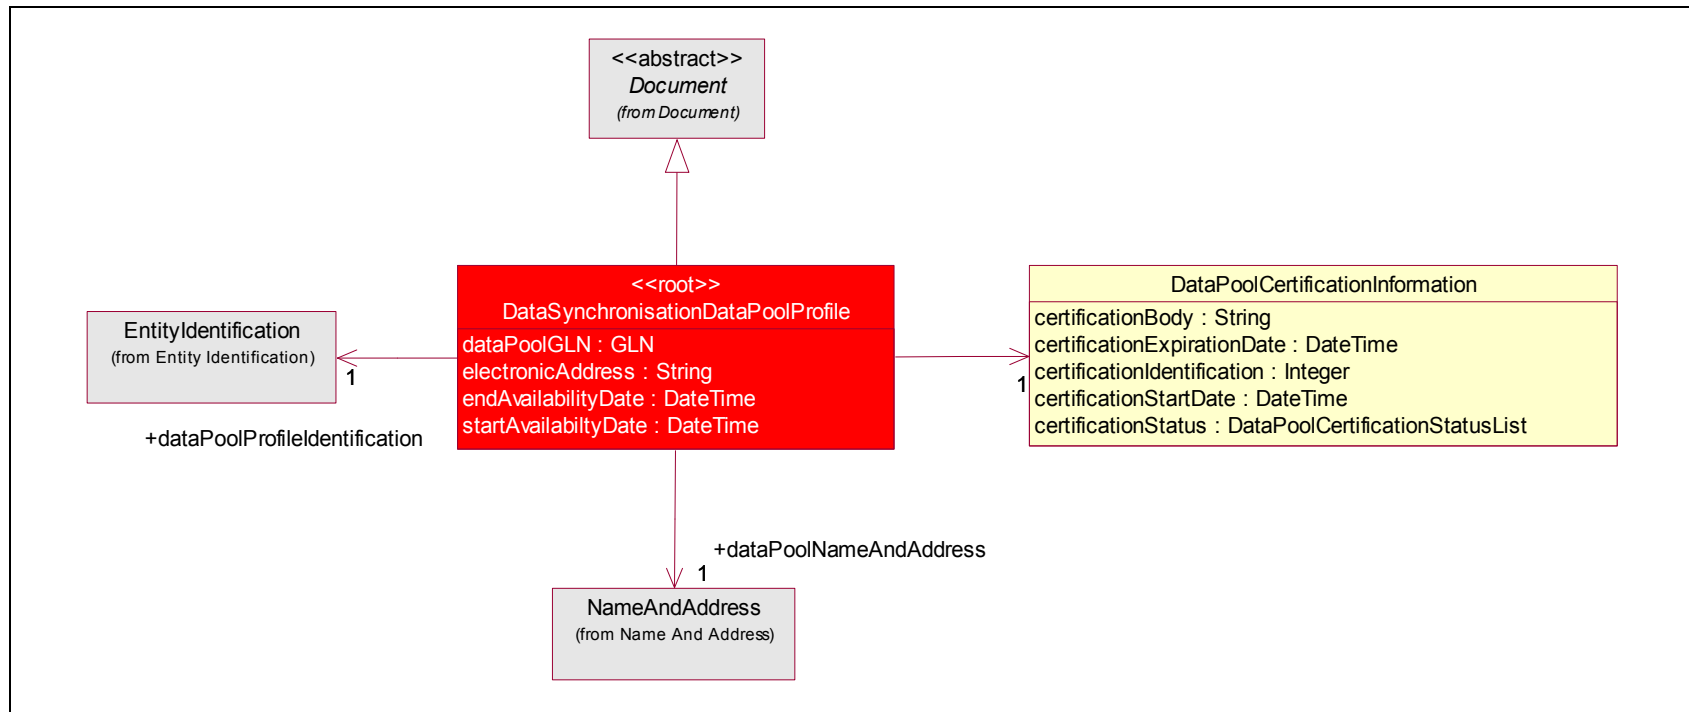 <<abstract>>
Document
(from Document)
<<root>>
DataSynchronisationDataPoolProfile
dataPoolGLN : GLN
electronicAddress : String
endAvailabilityDate : DateTime
startAvailabiltyDate : DateTime
EntityIdentification
(from Entity Identification)
1
+dataPoolProfileIdentification
DataPoolCertificationInformation
certificationBody : String
certificationExpirationDate : DateTime
certificationIdentification : Integer
certificationStartDate : DateTime
certificationStatus : DataPoolCertificationStatusList
1
+dataPoolNameAndAddress
1
NameAndAddress
(from Name And Address)